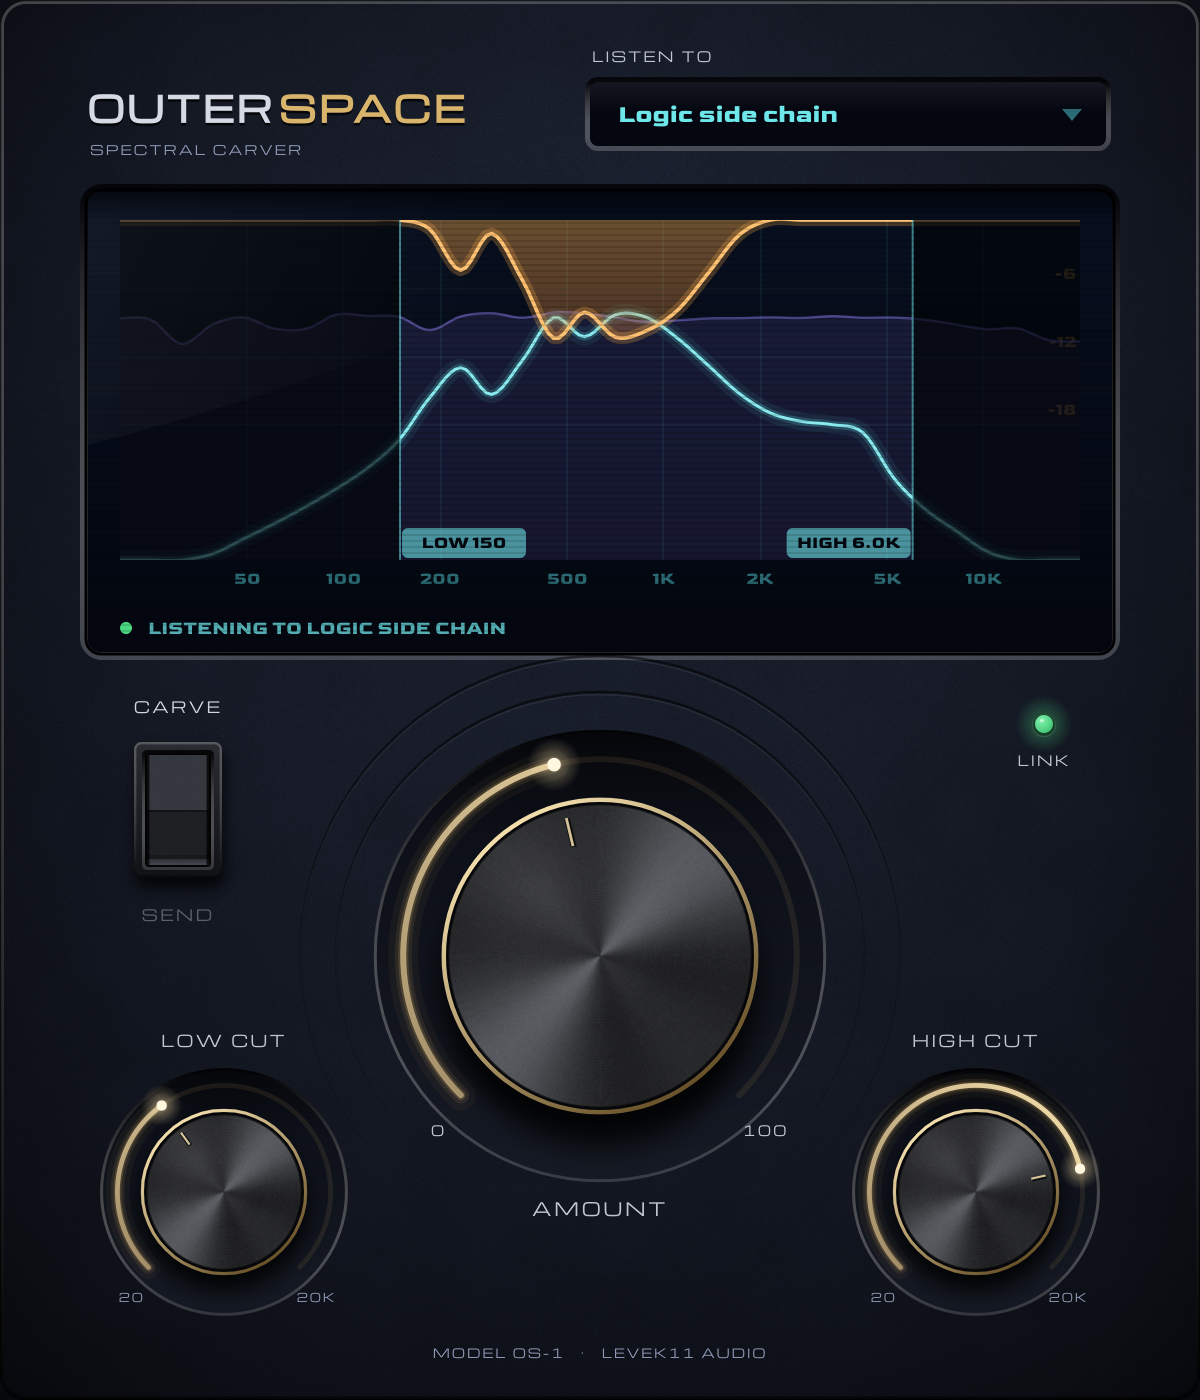 LISTEN TO
OUTERSPACE
Logic side chain
SPECTRAL CARVER
-6
-12
-18
LOW 150
HIGH 6.0K
50 100 200 500 1K 2K 5K 10K
LISTENING TO LOGIC SIDE CHAIN
CARVE
LINK
SEND
LOW CUT
HIGH CUT
0 100
AMOUNT
20 20K
20 20K
MODEL OS-1 · LEVEK11 AUDIO